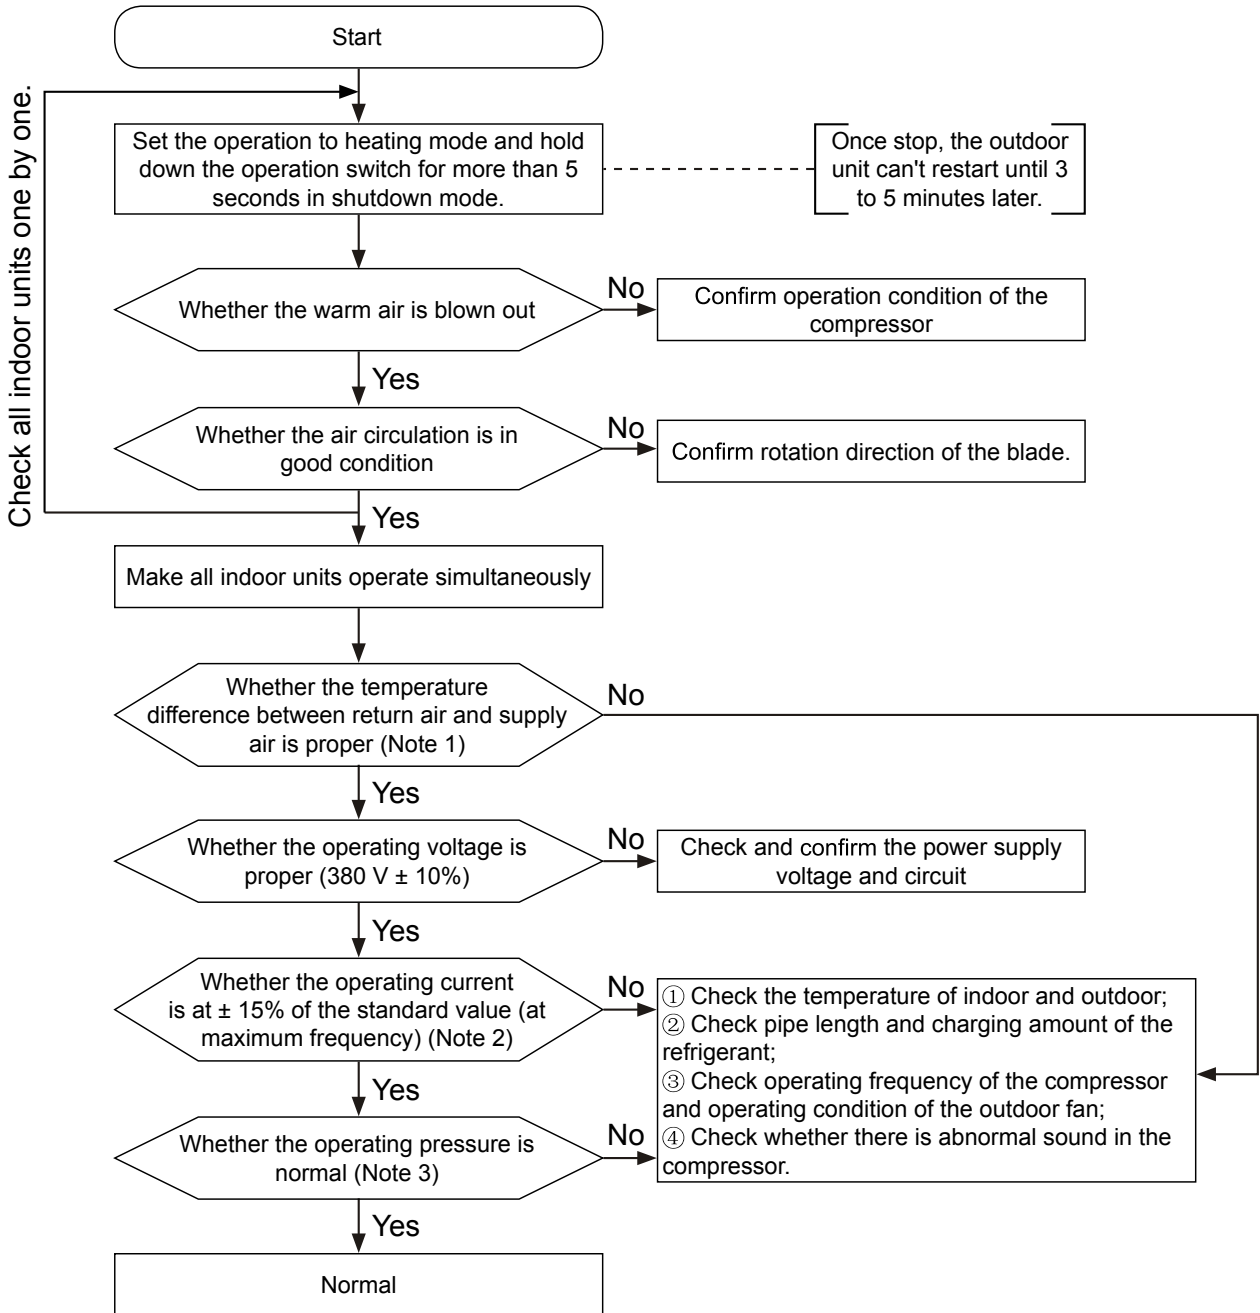 Start
Check all indoor units one by one.
Set the operation to heating mode and hold
down the operation switch for more than 5
seconds in shutdown mode.
Once stop, the outdoor
unit can't restart until 3
to 5 minutes later.
Whether the warm air is blown out
No
Confirm operation condition of the
compressor
Yes
Whether the air circulation is in
good condition
No
Confirm rotation direction of the blade.
Yes
Make all indoor units operate simultaneously
Whether the temperature
difference between return air and supply
air is proper (Note 1)
No
Yes
Whether the operating voltage is
proper (380 V ± 10%)
No
Check and confirm the power supply
voltage and circuit
Yes
Whether the operating current
is at ± 15% of the standard value (at
maximum frequency) (Note 2)
No
① Check the temperature of indoor and outdoor;
② Check pipe length and charging amount of the
refrigerant;
③ Check operating frequency of the compressor
and operating condition of the outdoor fan;
④ Check whether there is abnormal sound in the
compressor.
Yes
Whether the operating pressure is
normal (Note 3)
No
Yes
Normal